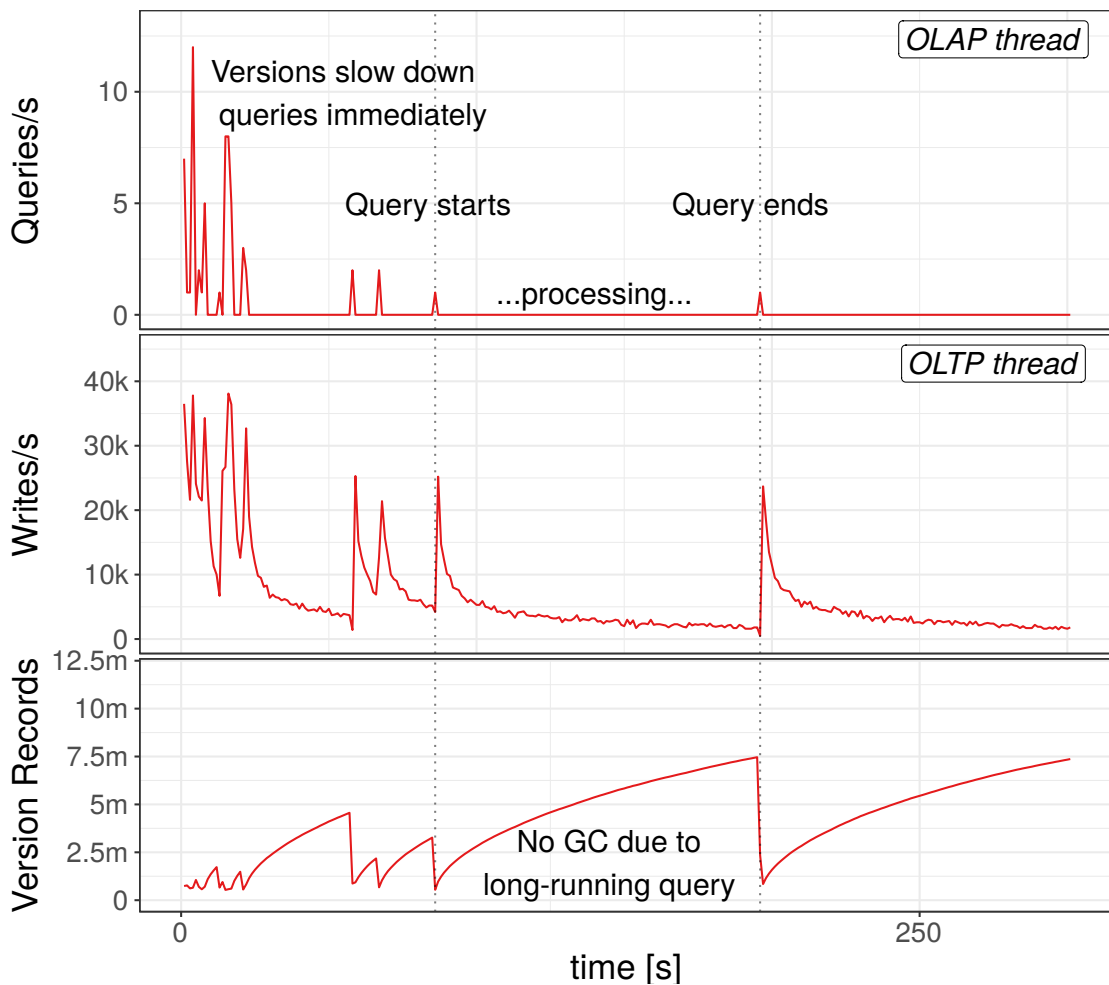 OLAP thread
Versions slow down
queries immediately
10
5
0
Queries/s
Query starts
Query ends
...processing...
OLTP thread
40k
30k
20k
10k
0
Writes/s
12.5m
10m
7.5m
5m
2.5m
0
Version Records
No GC due to
long-running query
0
250
time [s]